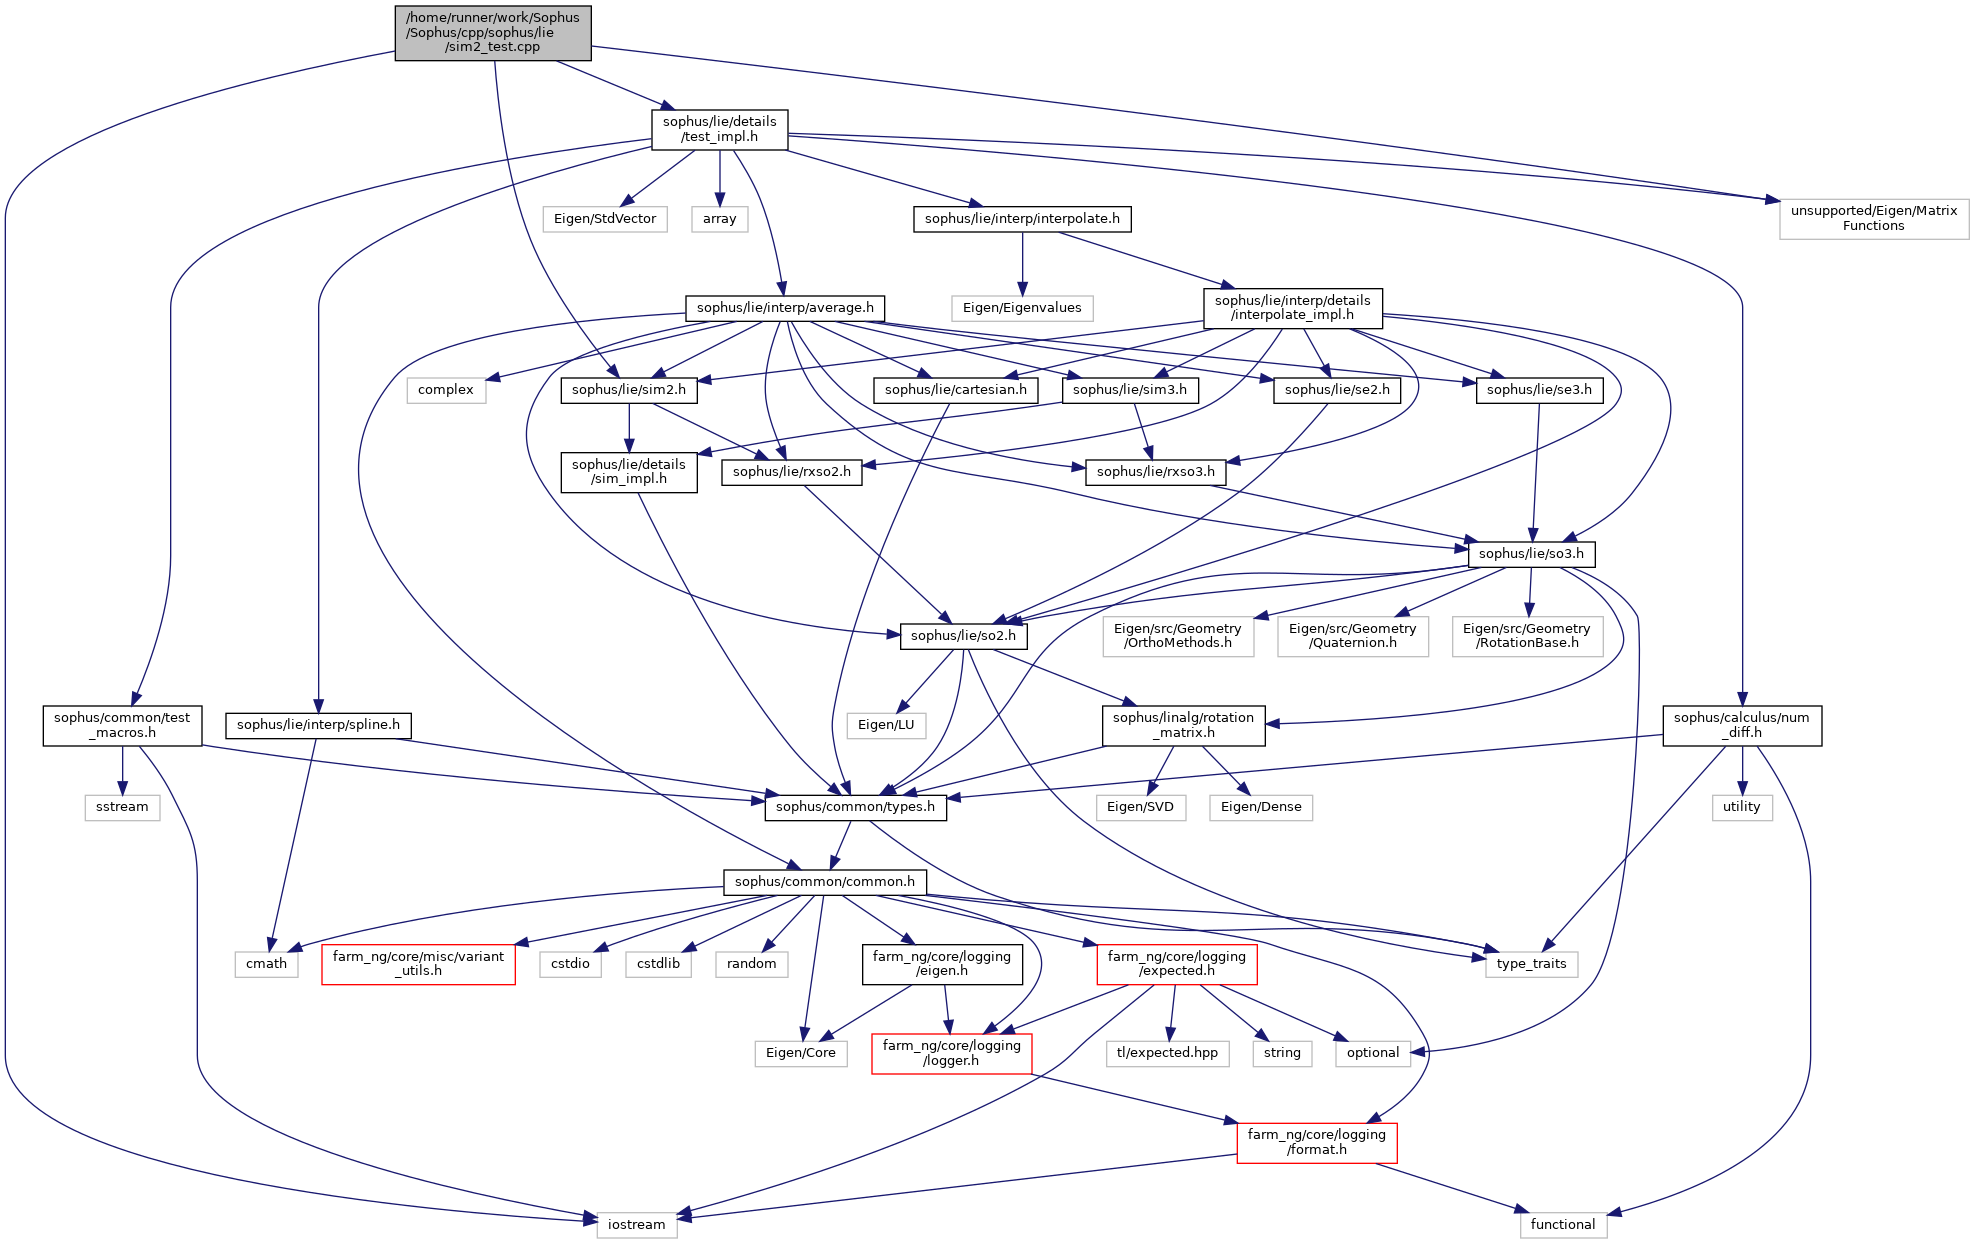 /home/runner/work/Sophus
/Sophus/cpp/sophus/lie
/sim2_test.cpp
sophus/lie/details
/test_impl.h
Eigen/StdVector
array
sophus/lie/interp/interpolate.h
unsupported/Eigen/Matrix
Functions
sophus/lie/interp/average.h
Eigen/Eigenvalues
sophus/lie/interp/details
/interpolate_impl.h
complex
sophus/lie/sim2.h
sophus/lie/cartesian.h
sophus/lie/sim3.h
sophus/lie/se2.h
sophus/lie/se3.h
sophus/lie/details
/sim_impl.h
sophus/lie/rxso2.h
sophus/lie/rxso3.h
sophus/lie/so3.h
sophus/lie/so2.h
Eigen/src/Geometry
/OrthoMethods.h
Eigen/src/Geometry
/Quaternion.h
Eigen/src/Geometry
/RotationBase.h
sophus/common/test
_macros.h
sophus/lie/interp/spline.h
Eigen/LU
sophus/linalg/rotation
_matrix.h
sophus/calculus/num
_diff.h
sstream
sophus/common/types.h
Eigen/SVD
Eigen/Dense
utility
sophus/common/common.h
cmath
farm_ng/core/misc/variant
_utils.h
cstdio
cstdlib
random
farm_ng/core/logging
/eigen.h
farm_ng/core/logging
/expected.h
type_traits
Eigen/Core
farm_ng/core/logging
/logger.h
tl/expected.hpp
string
optional
farm_ng/core/logging
/format.h
iostream
functional